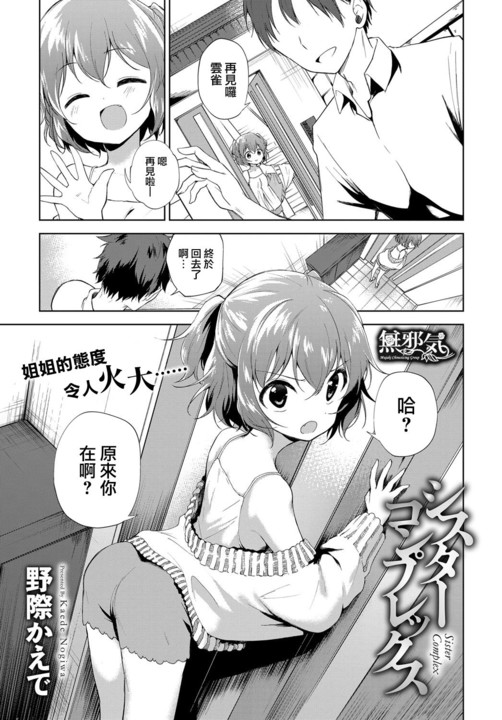 再見囉
雲雀
嗯
再見啦—
終於
回去了
啊…
無邪気
哈?
姐姐的態度
令人火大……
原來你
在啊?
シスター
コンプレックス
Sister
Complex
野際かえで
Presented By Kaede Nogiwa